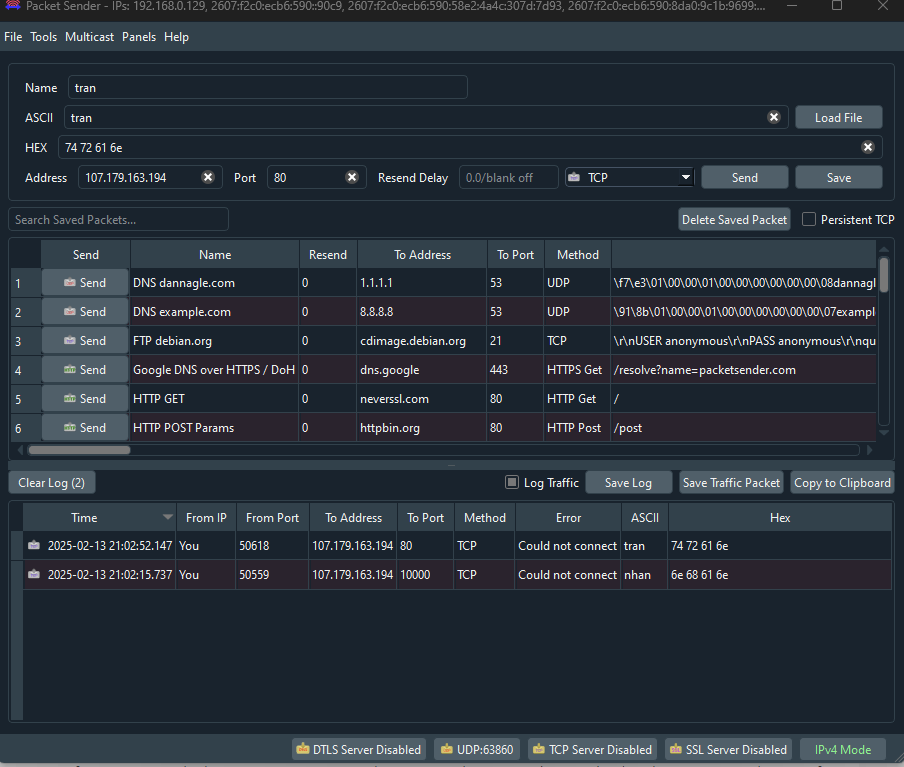 Packet Sender - IPs: 192.168.0.129, 2607:f2c0:ecb6:590::90c9, 2607:f2c0:ecb6:590:58e2:4a4c:307d:7d93, 2607:f2c0:ecb6:590:8da0:9c1b:9699:...
File Tools Multicast Panels Help
Name tran
ASCII tran Load File
HEX 74 72 61 6e
Address 107.179.163.194 Port 80 Resend Delay 0.0/blank off TCP Send Save
Search Saved Packets... Delete Saved Packet Persistent TCP
Send Name Resend To Address To Port Method
1 Send DNS dannagle.com 0 1.1.1.1 53 UDP \f7\e3\01\00\00\01\00\00\00\00\00\00\08dannagl
2 Send DNS example.com 0 8.8.8.8 53 UDP \91\8b\01\00\00\01\00\00\00\00\00\00\07exampl
3 Send FTP debian.org 0 cdimage.debian.org 21 TCP \r\nUSER anonymous\r\nPASS anonymous\r\nqu
4 Send Google DNS over HTTPS / DoH 0 dns.google 443 HTTPS Get /resolve?name=packetsender.com
5 Send HTTP GET 0 neverssl.com 80 HTTP Get /
6 Send HTTP POST Params 0 httpbin.org 80 HTTP Post /post
Clear Log (2) Log Traffic Save Log Save Traffic Packet Copy to Clipboard
Time From IP From Port To Address To Port Method Error ASCII Hex
2025-02-13 21:02:52.147 You 50618 107.179.163.194 80 TCP Could not connect tran 74 72 61 6e
2025-02-13 21:02:15.737 You 50559 107.179.163.194 10000 TCP Could not connect nhan 6e 68 61 6e
DTLS Server Disabled UDP:63860 TCP Server Disabled SSL Server Disabled IPv4 Mode